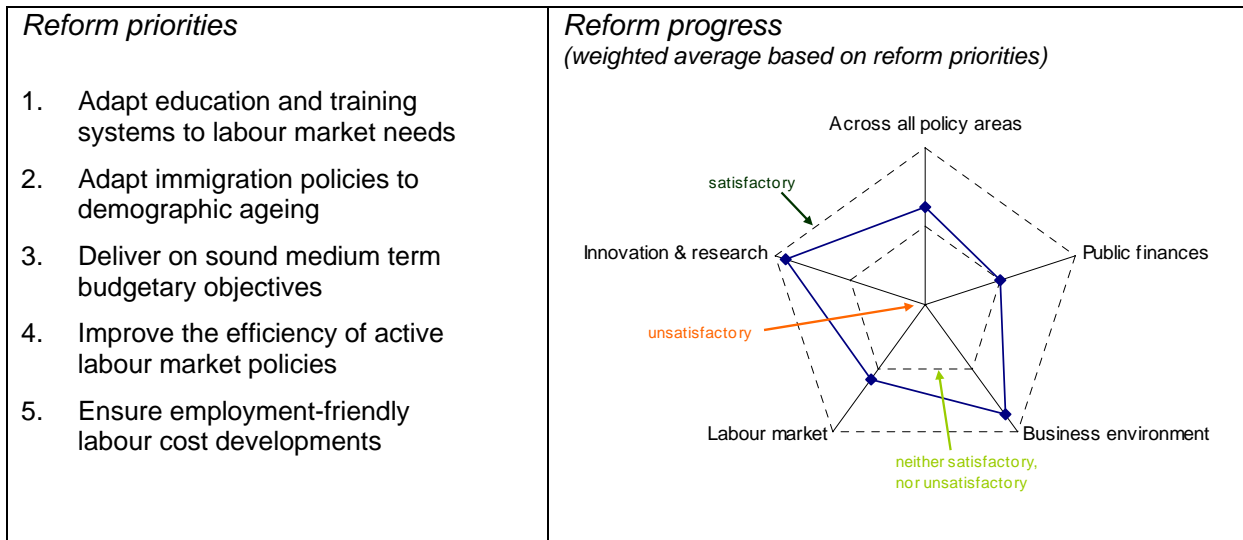 Reform priorities
1. Adapt education and training
systems to labour market needs
2. Adapt immigration policies to
demographic ageing
3. Deliver on sound medium term
budgetary objectives
4. Improve the efficiency of active
labour market policies
5. Ensure employment-friendly
labour cost developments
Reform progress
(weighted average based on reform priorities)
Across all policy areas
satisfactory
Innovation & research
Public finances
unsatisfactory
Labour market
Business environment
neither satisfactory,
nor unsatisfactory